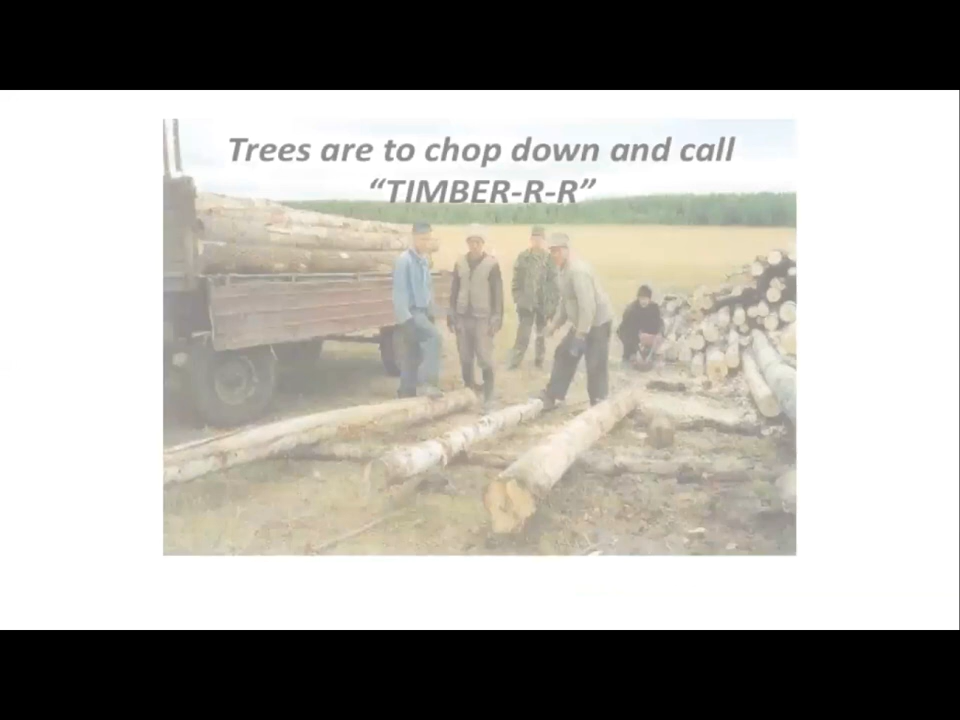 Trees are to chop down and call
“TIMBER-R-R”